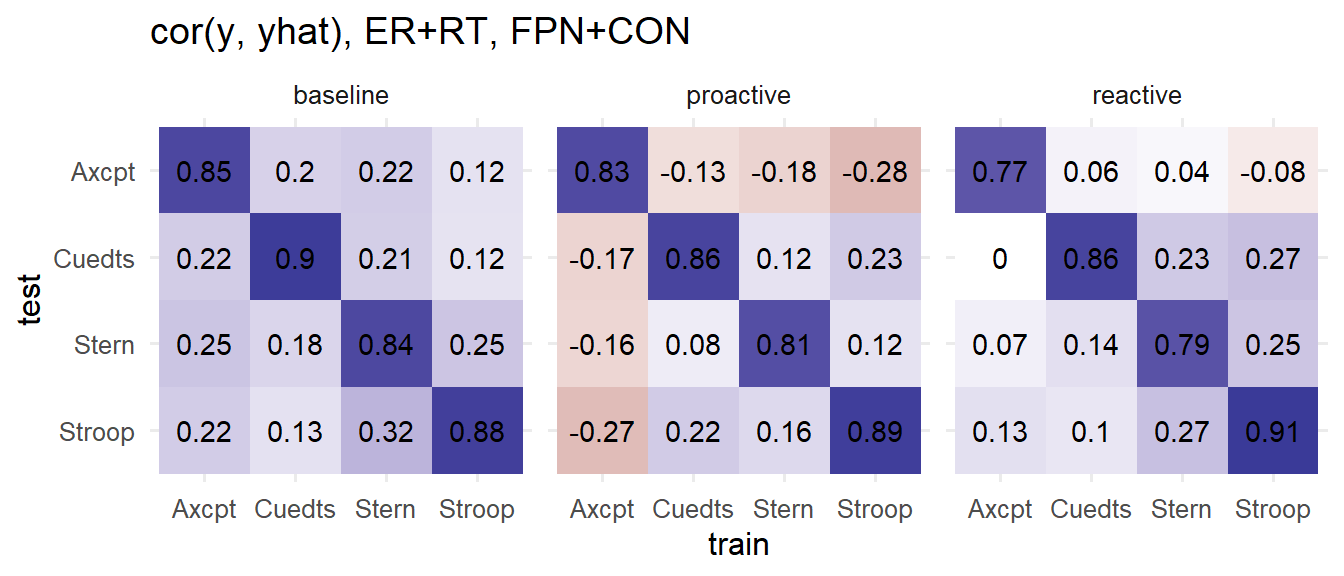 cor(y, yhat), ER+RT, FPN+CON
baseline proactive reactive
Axcpt 0.85 0.2 0.22 0.12 0.83 -0.13 -0.18 -0.28 0.77 0.06 0.04 -0.08
Cuedts 0.22 0.9 0.21 0.12 -0.17 0.86 0.12 0.23 0 0.86 0.23 0.27
Stern 0.25 0.18 0.84 0.25 -0.16 0.08 0.81 0.12 0.07 0.14 0.79 0.25
Stroop 0.22 0.13 0.32 0.88 -0.27 0.22 0.16 0.89 0.13 0.1 0.27 0.91
Axcpt Cuedts Stern Stroop Axcpt Cuedts Stern Stroop Axcpt Cuedts Stern Stroop
train
test